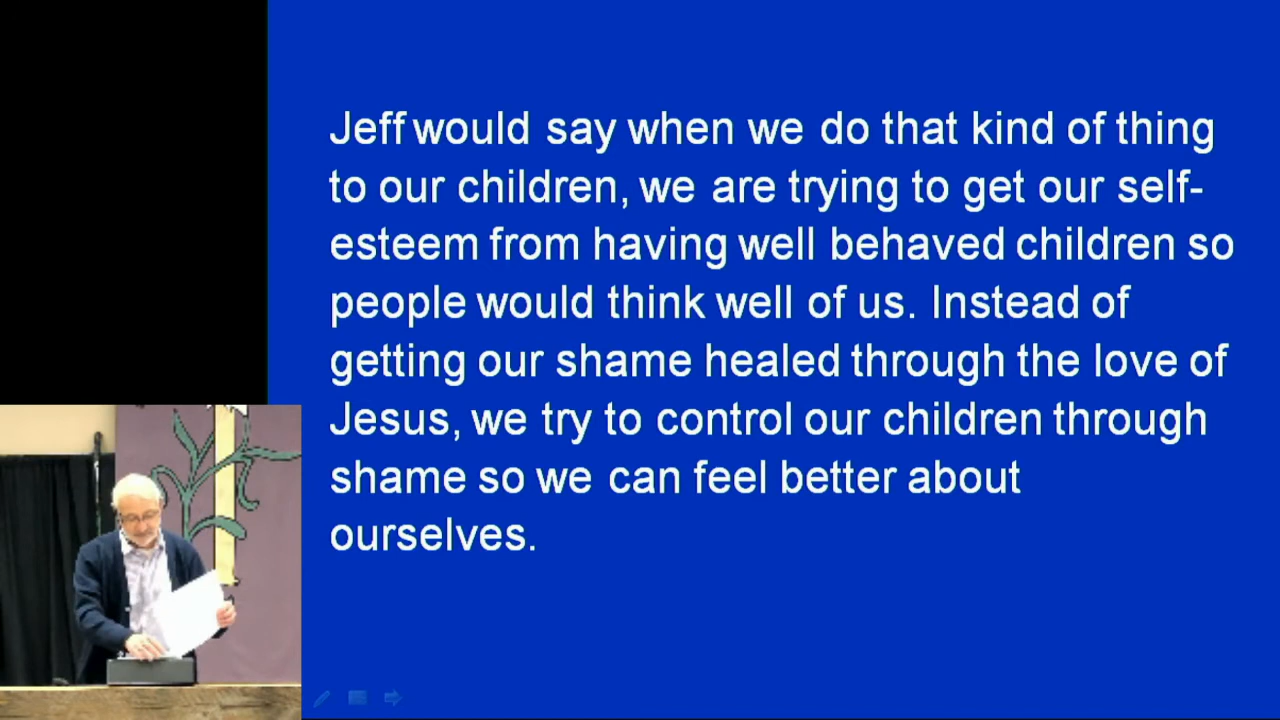 Jeff would say when we do that kind of thing
to our children, we are trying to get our self-
esteem from having well behaved children so
people would think well of us. Instead of
getting our shame healed through the love of
Jesus, we try to control our children through
shame so we can feel better about
ourselves.